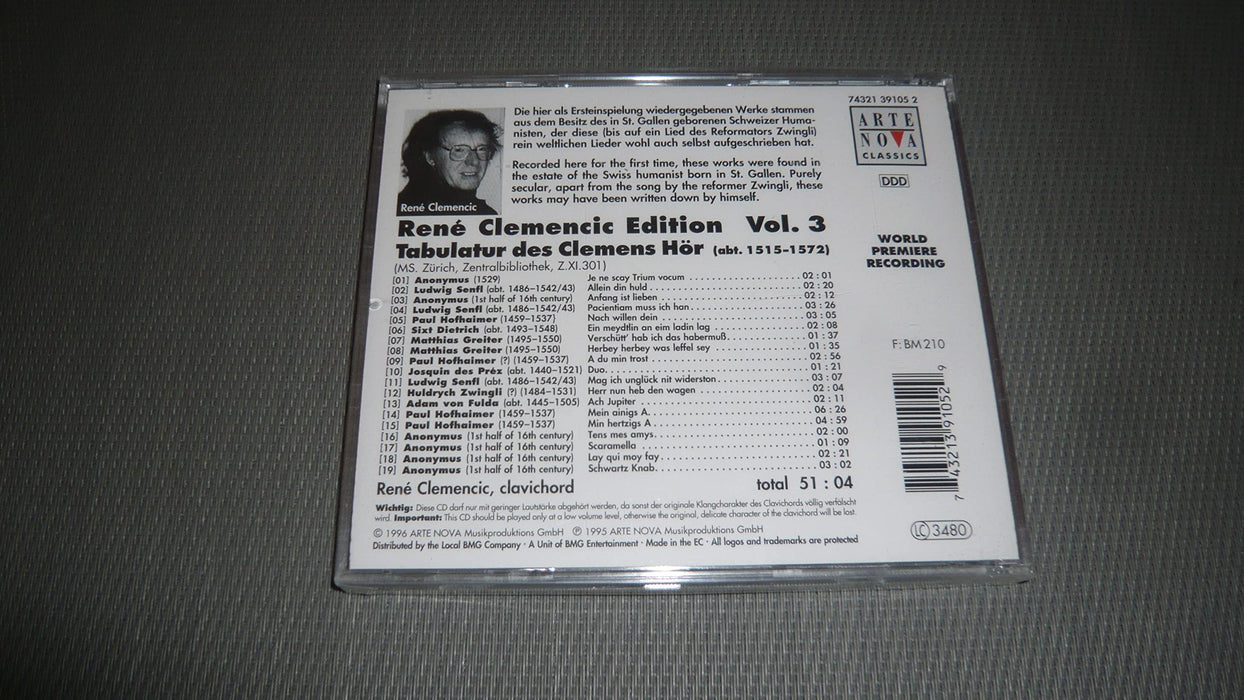 74321 39105 2
ARTE
NOVA
CLASSICS
DDD
Die hier als Ersteinspielung wiedergegebenen Werke stammen
aus dem Besitz des in St. Gallen geborenen Schweizer Huma-
nisten, der diese (bis auf ein Lied des Reformators Zwingli)
rein weltlichen Lieder wohl auch selbst aufgeschrieben hat.
Recorded here for the first time, these works were found in
the estate of the Swiss humanist born in St. Gallen. Purely
secular, apart from the song by the reformer Zwingli, these
works may have been written down by himself.
René Clemencic
René Clemencic Edition Vol. 3
Tabulatur des Clemens Hör (abt. 1515-1572)
(MS. Zürich, Zentralbibliothek, Z.XI.301)
WORLD
PREMIERE
RECORDING
[01] Anonymus (1529) Je ne scay Trium vocum 02:01
[02] Ludwig Senfl (abt. 1486-1542/43) Allein din huld 02:20
[03] Anonymus (1st half of 16th century) Anfang ist lieben 02:12
[04] Ludwig Senfl (abt. 1486-1542/43) Pacientiam muss ich han 03:26
[05] Paul Hofhaimer (1459-1537) Nach willen dein 03:05
[06] Sixt Dietrich (abt. 1493-1548) Ein meydtlin an eim ladin lag 02:08
[07] Matthias Greiter (1495-1550) Verschütt' hab ich das habermuß 01:37
[08] Matthias Greiter (1495-1550) Herbey herbey was leffel sey 01:35
[09] Paul Hofhaimer (?) (1459-1537) A du min trost 02:56
[10] Josquin des Préz (abt. 1440-1521) Duo 01:21
[11] Ludwig Senfl (abt. 1486-1542/43) Mag ich unglück nit widerston 03:07
[12] Huldrych Zwingli (?) (1484-1531) Herr nun heb den wagen 02:04
[13] Adam von Fulda (abt. 1445-1505) Ach Jupiter 02:11
[14] Paul Hofhaimer (1459-1537) Mein ainigs A. 06:26
[15] Paul Hofhaimer (1459-1537) Min hertzigs A 04:59
[16] Anonymus (1st half of 16th century) Tens mes amys 02:00
[17] Anonymus (1st half of 16th century) Scaramella 01:09
[18] Anonymus (1st half of 16th century) Lay qui moy fay 02:21
[19] Anonymus (1st half of 16th century) Schwartz Knab 03:02
René Clemencic, clavichord total 51:04
F: BM 210
7 43213 91052 9
Wichtig: Diese CD darf nur mit geringer Lautstärke abgehört werden, da sonst der originale Klangcharakter des Clavichords völlig verfälscht
wird. Important: This CD should be played only at a low volume level, otherwise the original, delicate character of the clavichord will be lost.
© 1996 ARTE NOVA Musikproduktions GmbH ℗ 1995 ARTE NOVA Musikproduktions GmbH
Distributed by the Local BMG Company · A Unit of BMG Entertainment · Made in the EC · All logos and trademarks are protected
LC 3480